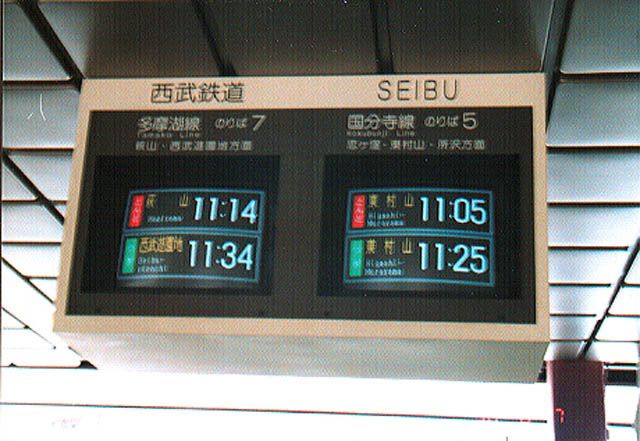 西武鉄道 SEIBU
多摩湖線 のりば 7
Tamako Line
萩山・西武遊園地方面
萩山 11:14
Hagiyama
西武遊園地 11:34
Seibu-
国分寺線 のりば 5
Kokubunji Line
恋ヶ窪・東村山・所沢方面
東村山 11:05
Higashi-
Murayama
東村山 11:25
Higashi-
Murayama